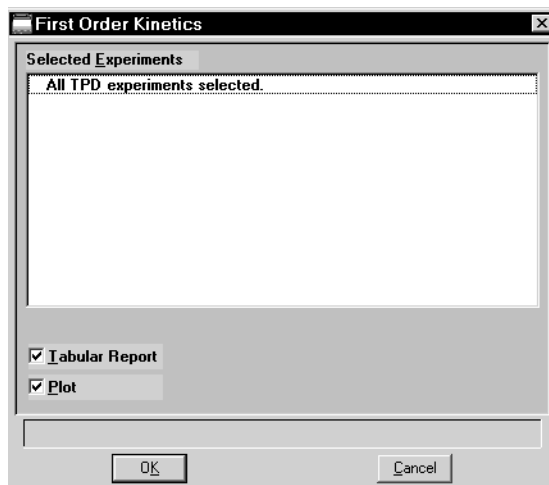 First Order Kinetics
Selected Experiments
All TPD experiments selected.
Tabular Report
Plot
OK
Cancel